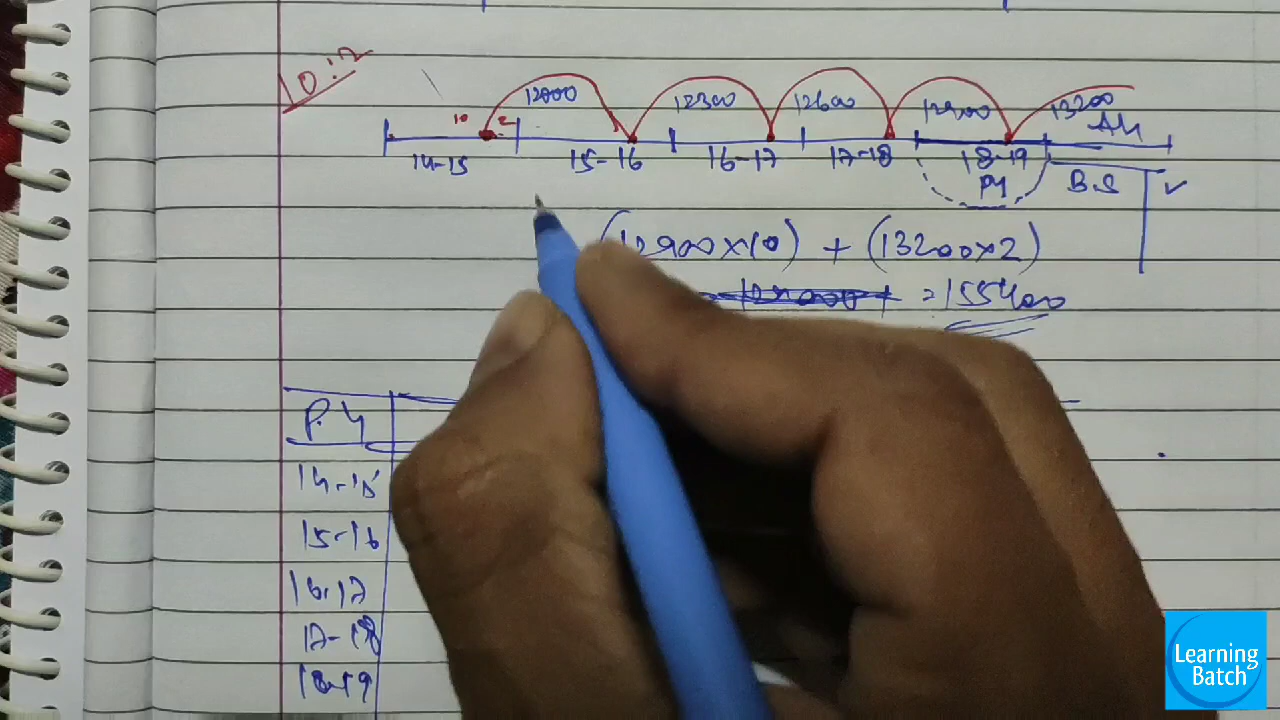 10:12
12000 12300 12600 12900 13200
10 2 AY
14-15 15-16 16-17 17-18 18-19
PY B.S ✓
(12900×10) + (13200×2)
= 155400
P.Y
14-15
15-16
16-17
17-18
18-19
Learning
Batch